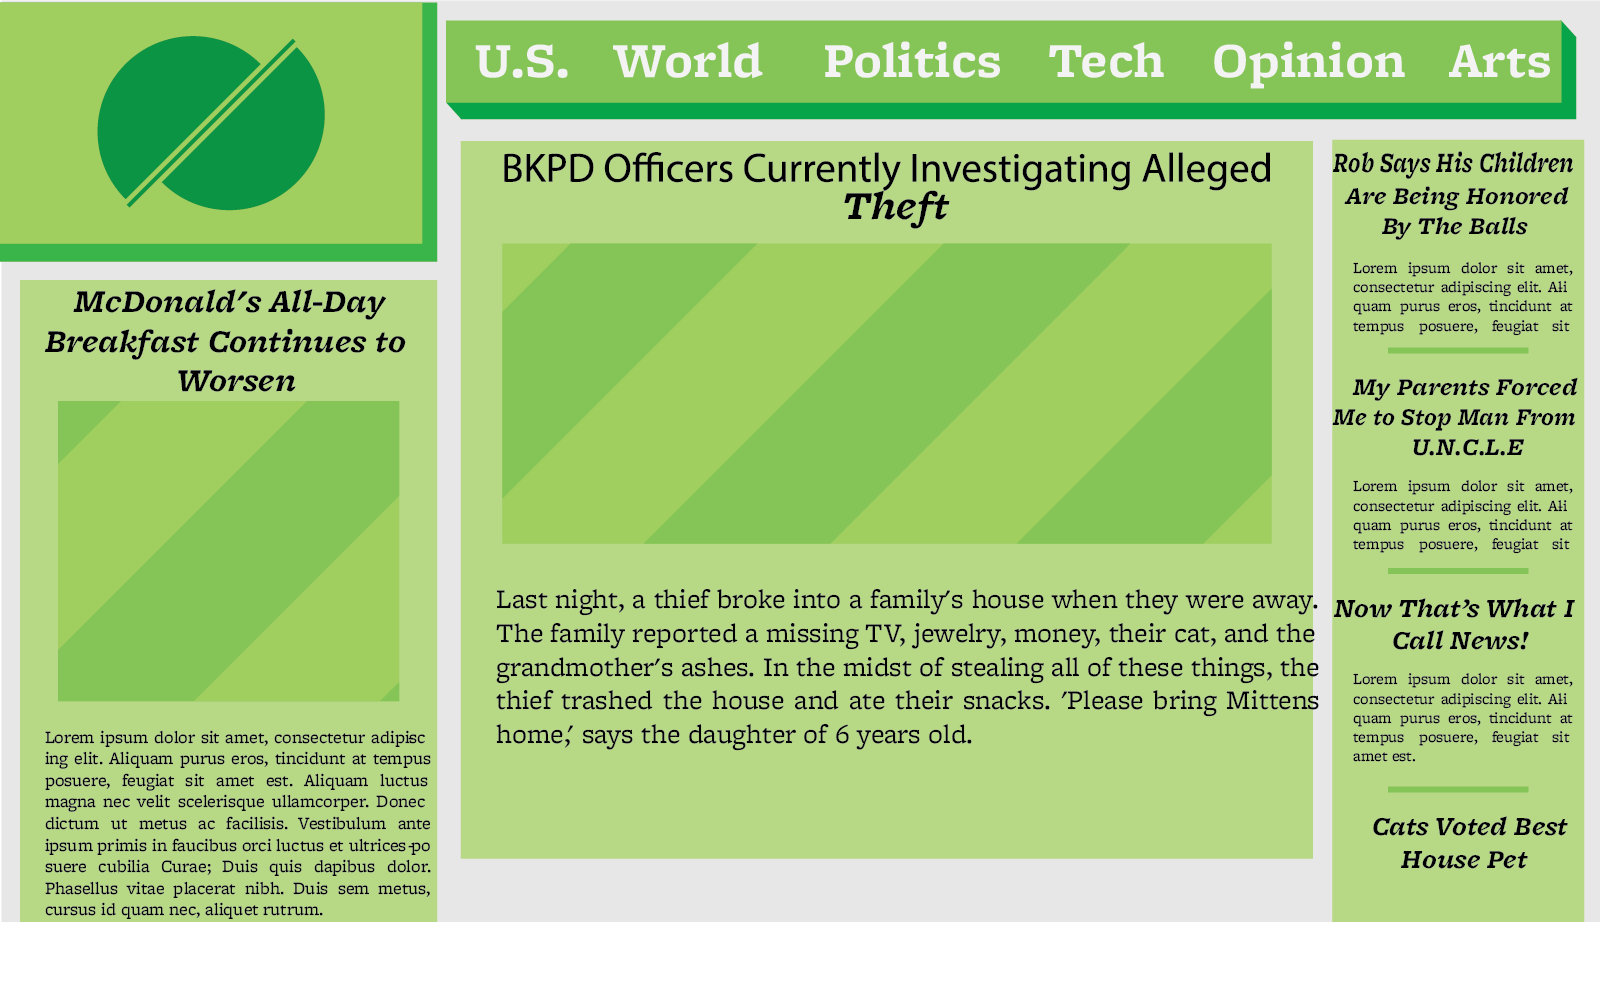 U.S. World Politics Tech Opinion Arts
McDonald's All-Day
Breakfast Continues to
Worsen
Lorem ipsum dolor sit amet, consectetur adipisc
ing elit. Aliquam purus eros, tincidunt at tempus
posuere, feugiat sit amet est. Aliquam luctus
magna nec velit scelerisque ullamcorper. Donec
dictum ut metus ac facilisis. Vestibulum ante
ipsum primis in faucibus orci luctus et ultrices po
suere cubilia Curae; Duis quis dapibus dolor.
Phasellus vitae placerat nibh. Duis sem metus,
cursus id quam nec, aliquet rutrum.
BKPD Officers Currently Investigating Alleged
Theft
Last night, a thief broke into a family's house when they were away.
The family reported a missing TV, jewelry, money, their cat, and the
grandmother's ashes. In the midst of stealing all of these things, the
thief trashed the house and ate their snacks. 'Please bring Mittens
home,' says the daughter of 6 years old.
Rob Says His Children
Are Being Honored
By The Balls
Lorem ipsum dolor sit amet,
consectetur adipiscing elit. Ali
quam purus eros, tincidunt at
tempus posuere, feugiat sit
My Parents Forced
Me to Stop Man From
U.N.C.L.E
Lorem ipsum dolor sit amet,
consectetur adipiscing elit. Ali
quam purus eros, tincidunt at
tempus posuere, feugiat sit
Now That's What I
Call News!
Lorem ipsum dolor sit amet,
consectetur adipiscing elit. Ali
quam purus eros, tincidunt at
tempus posuere, feugiat sit
amet est.
Cats Voted Best
House Pet